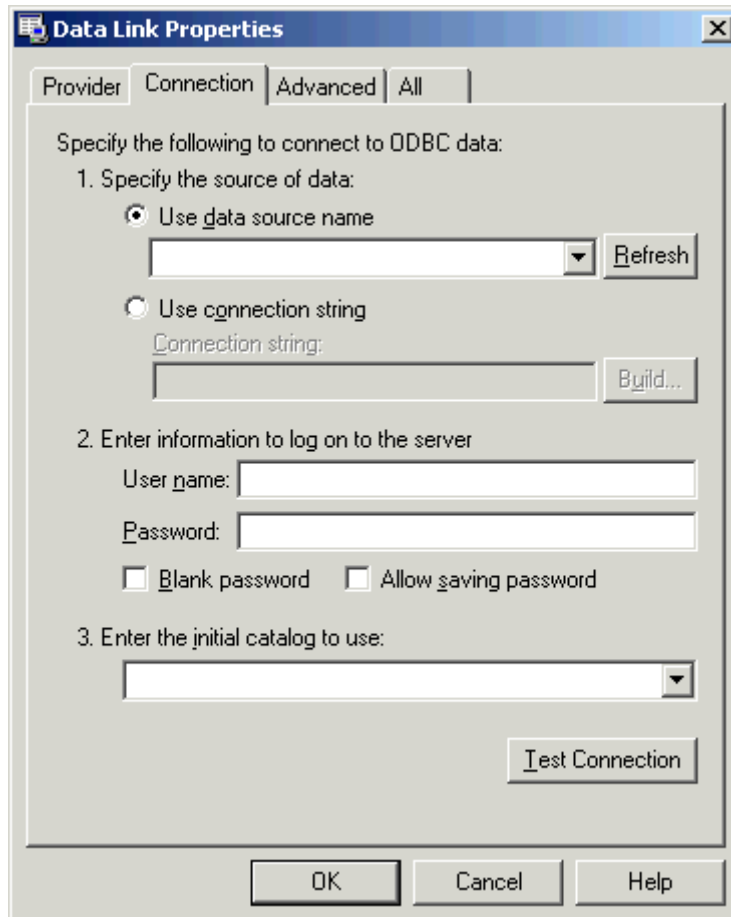 Data Link Properties
Provider Connection Advanced All
Specify the following to connect to ODBC data:
1. Specify the source of data:
Use data source name
Refresh
Use connection string
Connection string:
Build...
2. Enter information to log on to the server
User name:
Password:
Blank password Allow saving password
3. Enter the initial catalog to use:
Test Connection
OK Cancel Help